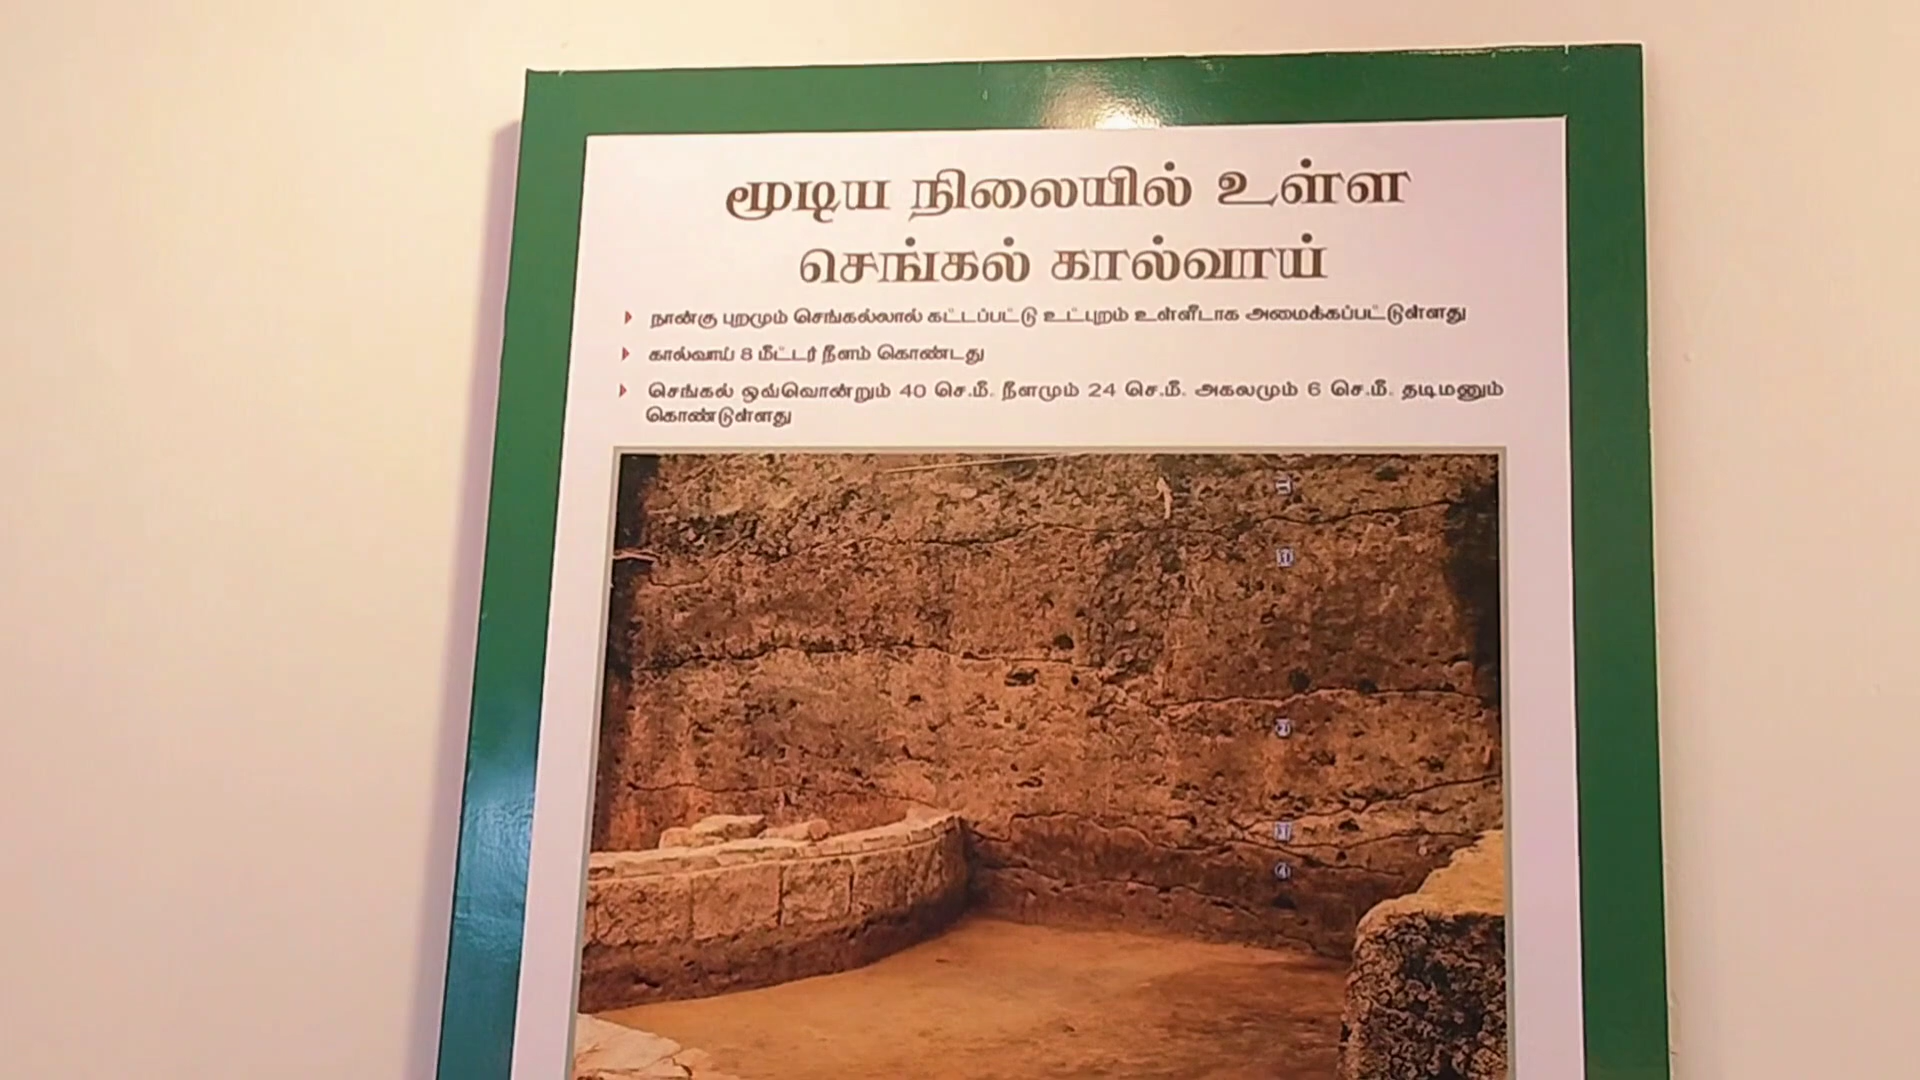 மூடிய நிலையில் உள்ள
செங்கல் கால்வாய்
நான்கு புறமும் செங்கல்லால் கட்டப்பட்டு உட்புறம் உள்ளீடாக அமைக்கப்பட்டுள்ளது
கால்வாய் 8 மீட்டர் நீளம் கொண்டது
செங்கல் ஒவ்வொன்றும் 40 செ.மீ. நீளமும் 24 செ.மீ. அகலமும் 6 செ.மீ. தடிமனும்
கொண்டுள்ளது